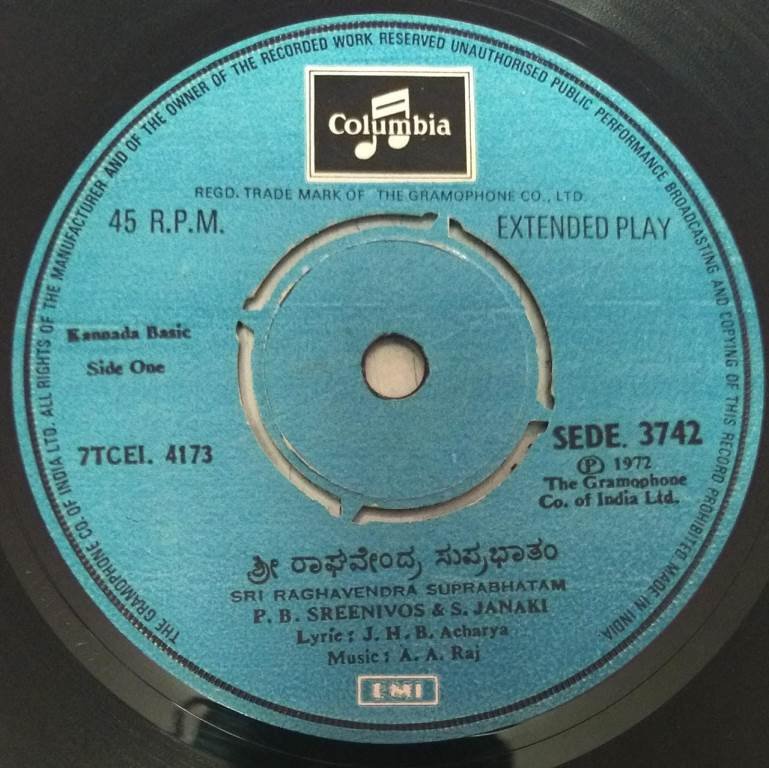 THE GRAMOPHONE CO. OF INDIA LTD. ALL RIGHTS OF THE MANUFACTURER AND OF THE OWNER OF THE RECORDED WORK RESERVED UNAUTHORISED PUBLIC PERFORMANCE BROADCASTING AND COPYING OF THIS RECORD PROHIBITED MADE IN INDIA
Columbia
REGD. TRADE MARK OF THE GRAMOPHONE CO., LTD.
45 R.P.M.
EXTENDED PLAY
Kannada Basic
Side One
7TCEI. 4173
SEDE. 3742
℗ 1972
The Gramophone
Co. of India Ltd.
ಶ್ರೀ ರಾಘವೇಂದ್ರ ಸುಪ್ರಭಾತಂ
SRI RAGHAVENDRA SUPRABHATAM
P. B. SREENIVOS & S. JANAKI
Lyric : J. H. B. Acharya
Music : A. A. Raj
EMI